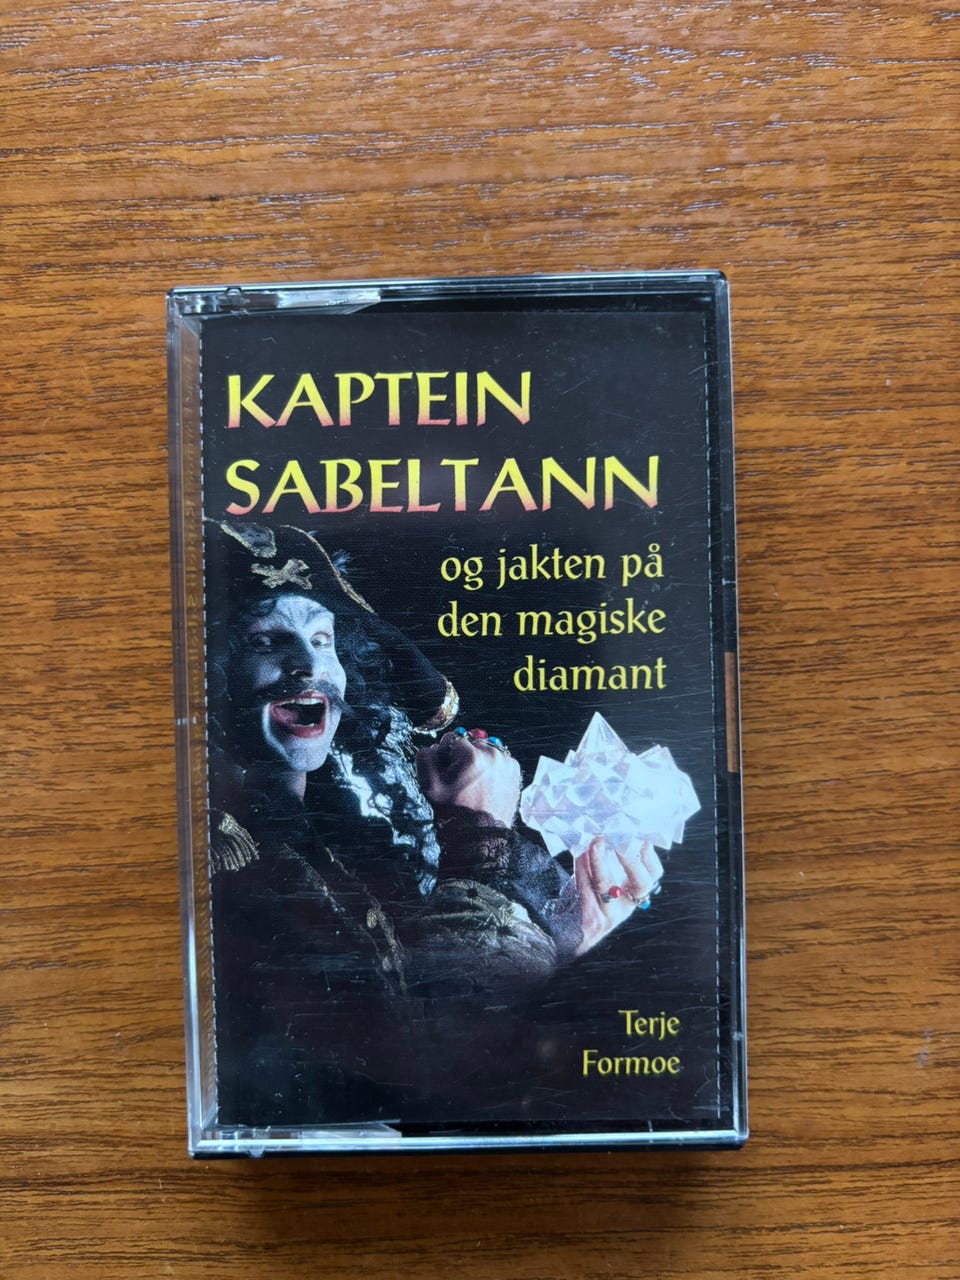 KAPTEIN
SABELTANN
og jakten på
den magiske
diamant
Terje
Formoe